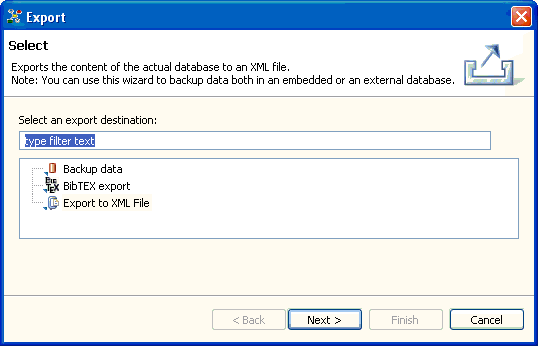 Export
Select
Exports the content of the actual database to an XML file.
Note: You can use this wizard to backup data both in an embedded or an external database.
Select an export destination:
type filter text
Backup data
BibTEX export
Export to XML File
< Back
Next >
Finish
Cancel